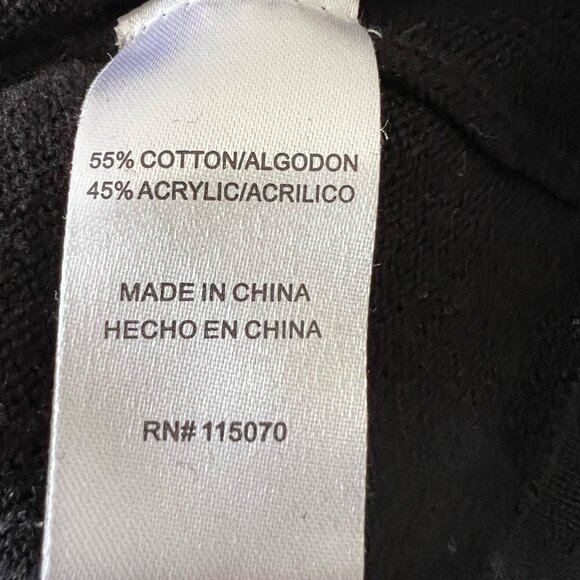 55% COTTON/ALGODON
45% ACRYLIC/ACRILICO
MADE IN CHINA
HECHO EN CHINA
RN# 115070